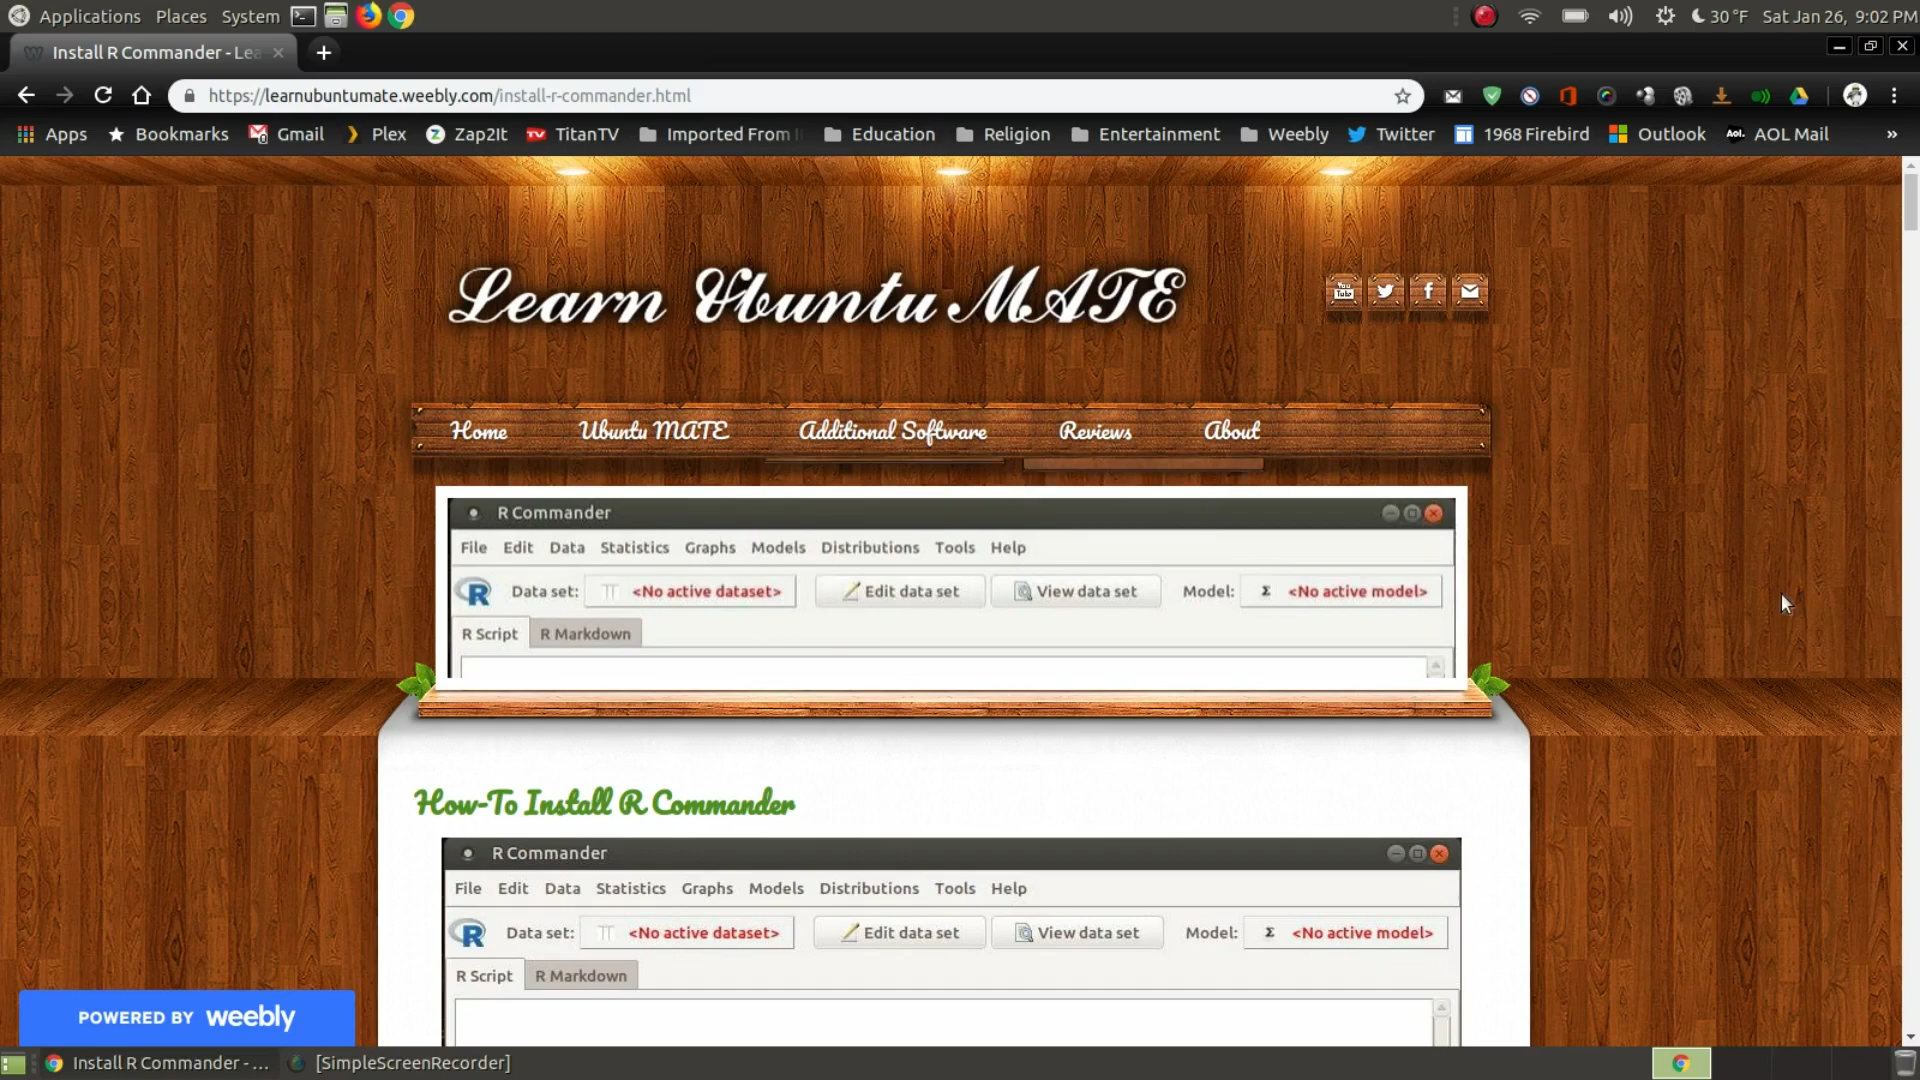 Applications Places System 30 °F Sat Jan 26, 9:02 PM
Install R Commander - Lea
https://learnubuntumate.weebly.com/install-r-commander.html
Apps Bookmarks Gmail Plex Zap2It TitanTV Imported From Education Religion Entertainment Weebly Twitter 1968 Firebird Outlook Aol. AOL Mail »
Learn Ubuntu MATE
You Tube
Home Ubuntu MATE Additional Software Reviews About
R Commander
File Edit Data Statistics Graphs Models Distributions Tools Help
R Data set: <No active dataset> Edit data set View data set Model: Σ <No active model>
R Script R Markdown
How-To Install R Commander
R Commander
File Edit Data Statistics Graphs Models Distributions Tools Help
R Data set: <No active dataset> Edit data set View data set Model: Σ <No active model>
R Script R Markdown
POWERED BY weebly
Install R Commander - ... [SimpleScreenRecorder]